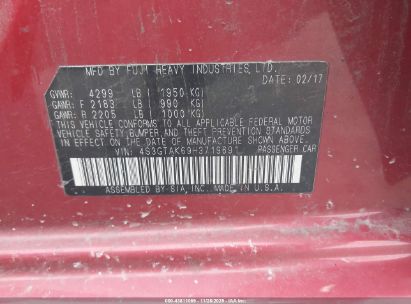 MFD BY FUJI HEAVY INDUSTRIES, LTD.
DATE: 02/17
GVWR: 4299 LB ( 1950 KG)
GAWR: F 2183 LB ( 990 KG)
GAWR: R 2205 LB ( 1000 KG)
THIS VEHICLE CONFORMS TO ALL APPLICABLE FEDERAL MOTOR
VEHICLE SAFETY, BUMPER, AND THEFT PREVENTION STANDARDS
IN EFFECT ON THE DATE OF MANUFACTURE SHOWN ABOVE.
VIN: 4S3GTAK69H3719691 PASSENGER CAR
ASSEMBLED BY SIA, INC. IN U.S.A.